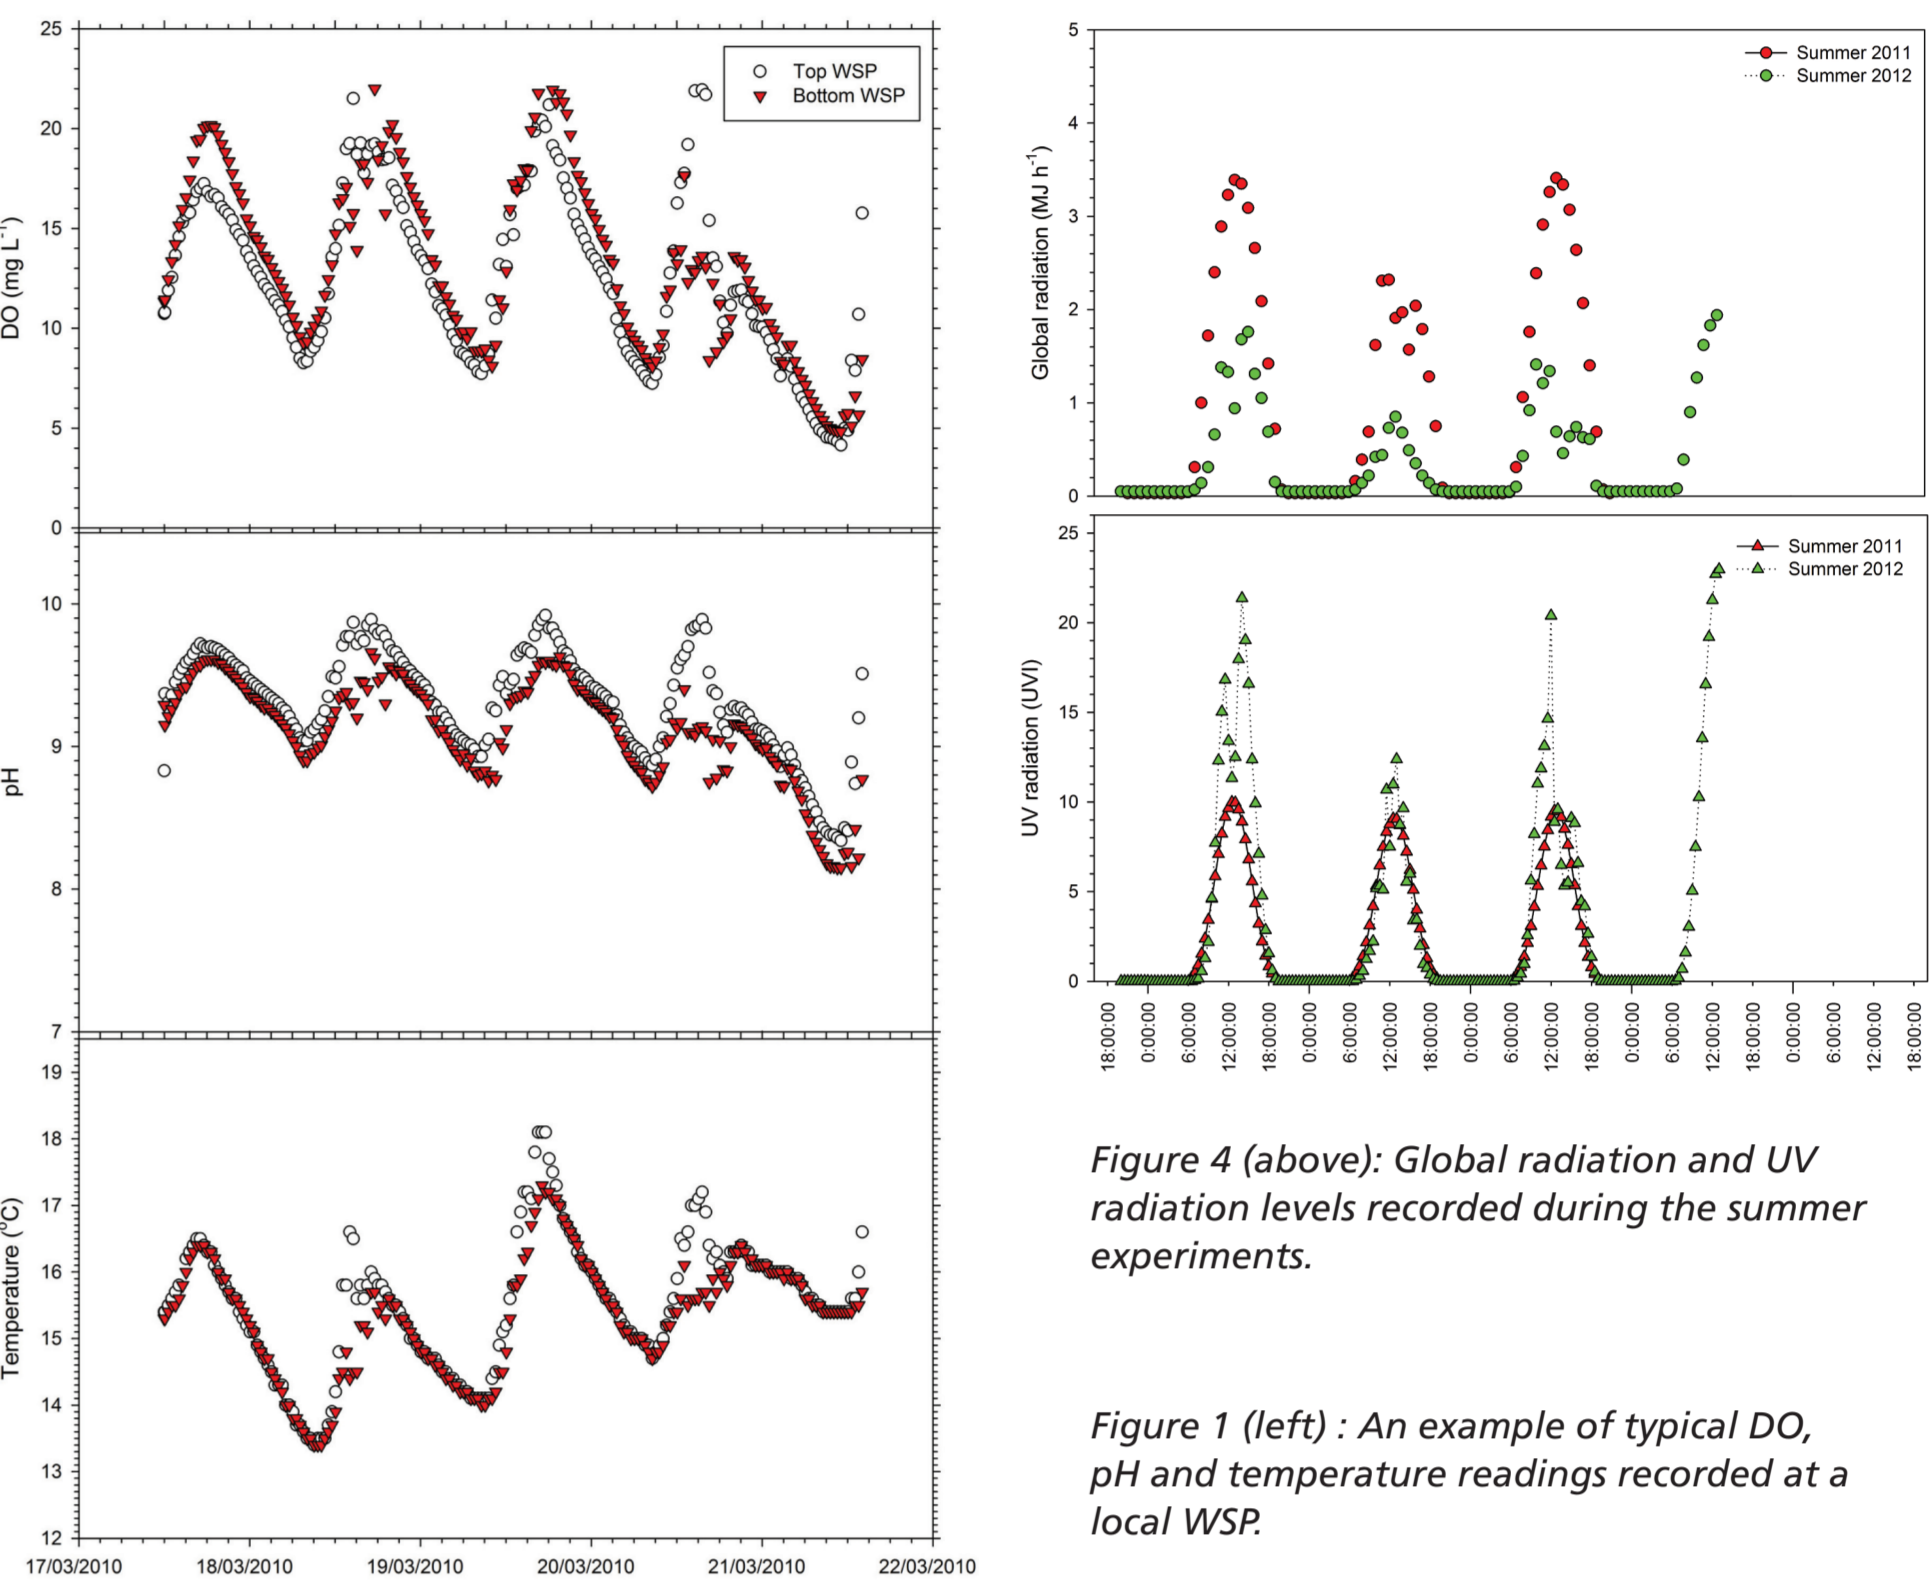 25
20
15
10
5
0
DO (mg L-1)
Top WSP
Bottom WSP
10
9
8
7
pH
19
18
17
16
15
14
13
12
Temperature (oC)
17/03/2010 18/03/2010 19/03/2010 20/03/2010 21/03/2010 22/03/2010
5
4
3
2
1
0
Global radiation (MJ h-1)
Summer 2011
Summer 2012
25
20
15
10
5
0
UV radiation (UVI)
Summer 2011
Summer 2012
18:00:00 0:00:00 6:00:00 12:00:00 18:00:00 0:00:00 6:00:00 12:00:00 18:00:00 0:00:00 6:00:00 12:00:00 18:00:00 0:00:00 6:00:00 12:00:00 18:00:00 0:00:00 6:00:00 12:00:00 18:00:00
Figure 4 (above): Global radiation and UV
radiation levels recorded during the summer
experiments.
Figure 1 (left) : An example of typical DO,
pH and temperature readings recorded at a
local WSP.